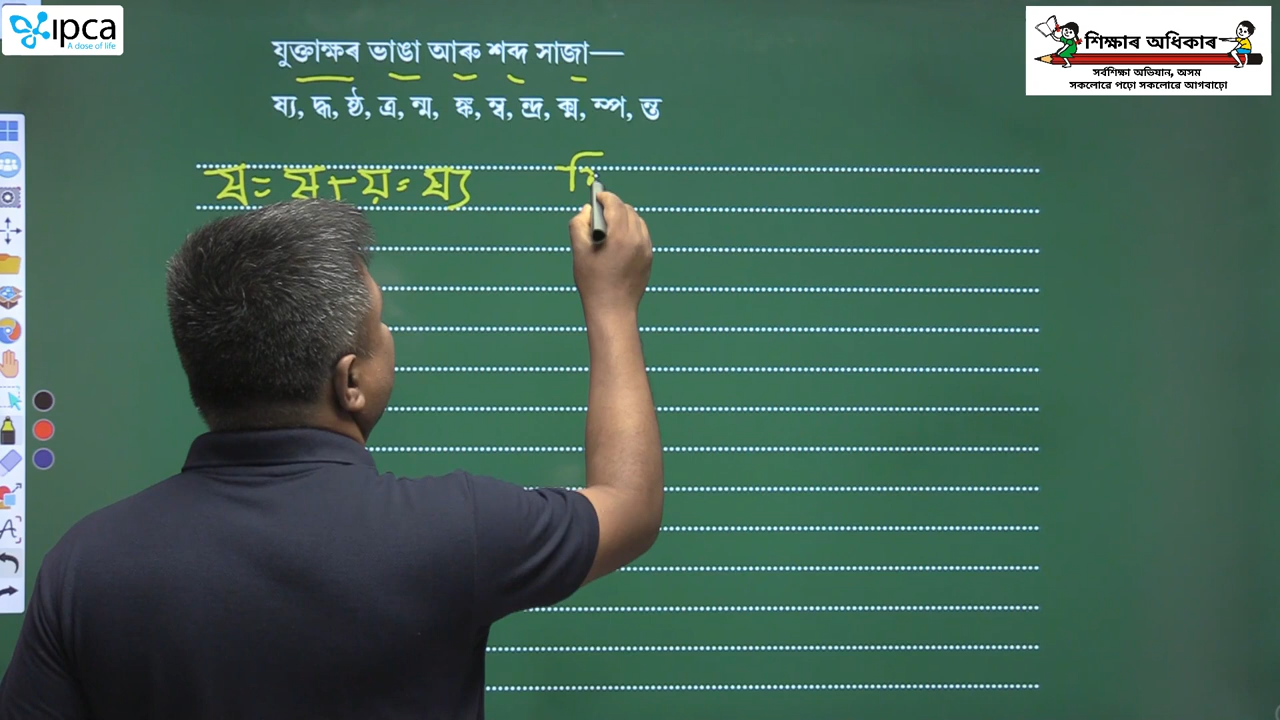 ipca
A dose of life
শিক্ষাৰ অধিকাৰ
সৰ্বশিক্ষা অভিযান, অসম
সকলোৱে পঢ়ো সকলোৱে আগবাঢ়ো
যুক্তাক্ষৰ ভাঙা আৰু শব্দ সাজা—
ষ্য, দ্ধ, ষ্ঠ, ত্ৰ, ন্ম, ঙ্ক, ম্ব, ন্দ্ৰ, ক্ম, ম্প, ন্ত
ষ = ষ + য় = ষ্য